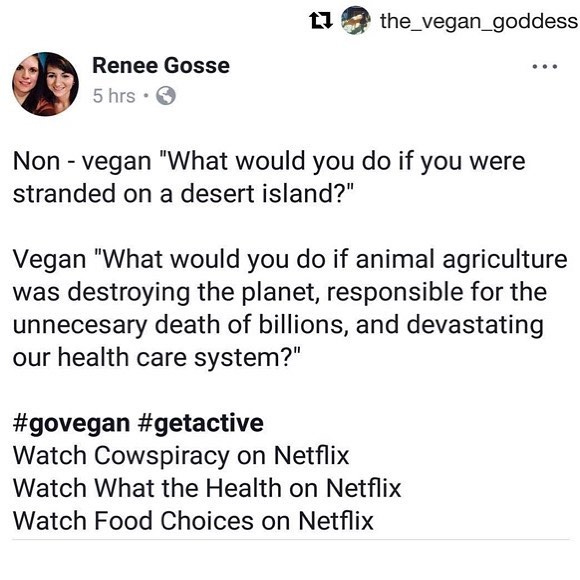 the_vegan_goddess
Renee Gosse
5 hrs •
Non - vegan "What would you do if you were
stranded on a desert island?"
Vegan "What would you do if animal agriculture
was destroying the planet, responsible for the
unnecesary death of billions, and devastating
our health care system?"
#govegan #getactive
Watch Cowspiracy on Netflix
Watch What the Health on Netflix
Watch Food Choices on Netflix